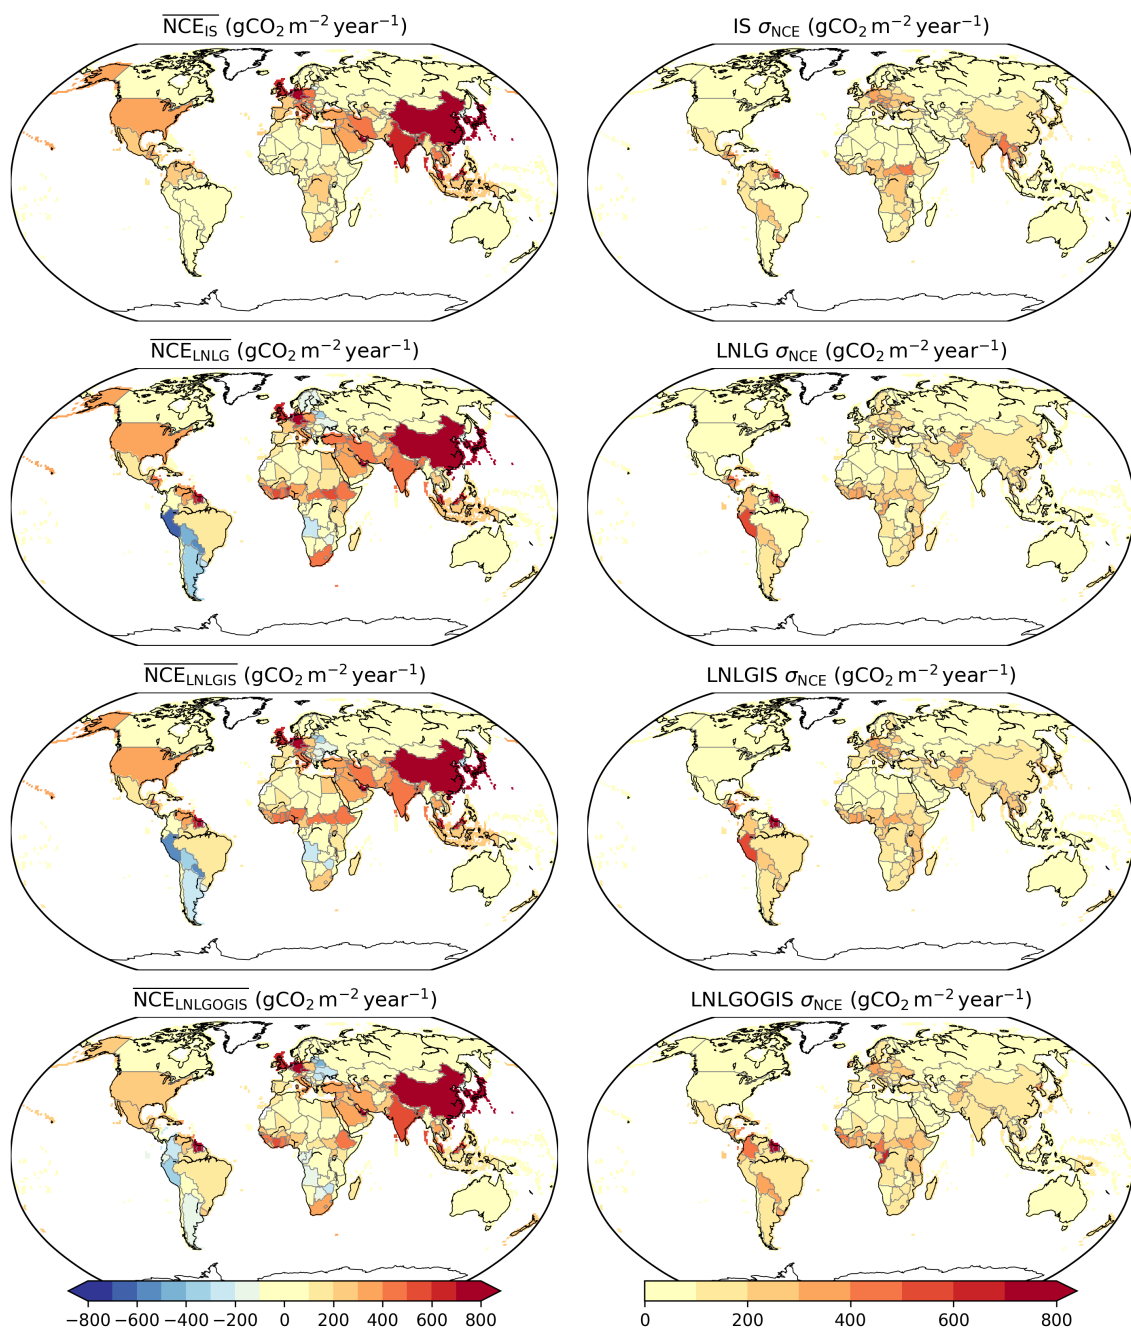 NCE_IS (gCO₂ m⁻² year⁻¹)
IS σ_NCE (gCO₂ m⁻² year⁻¹)
NCE_LNLG (gCO₂ m⁻² year⁻¹)
LNLG σ_NCE (gCO₂ m⁻² year⁻¹)
NCE_LNLGIS (gCO₂ m⁻² year⁻¹)
LNLGIS σ_NCE (gCO₂ m⁻² year⁻¹)
NCE_LNLGOGIS (gCO₂ m⁻² year⁻¹)
LNLGOGIS σ_NCE (gCO₂ m⁻² year⁻¹)
−800 −600 −400 −200 0 200 400 600 800
0 200 400 600 800